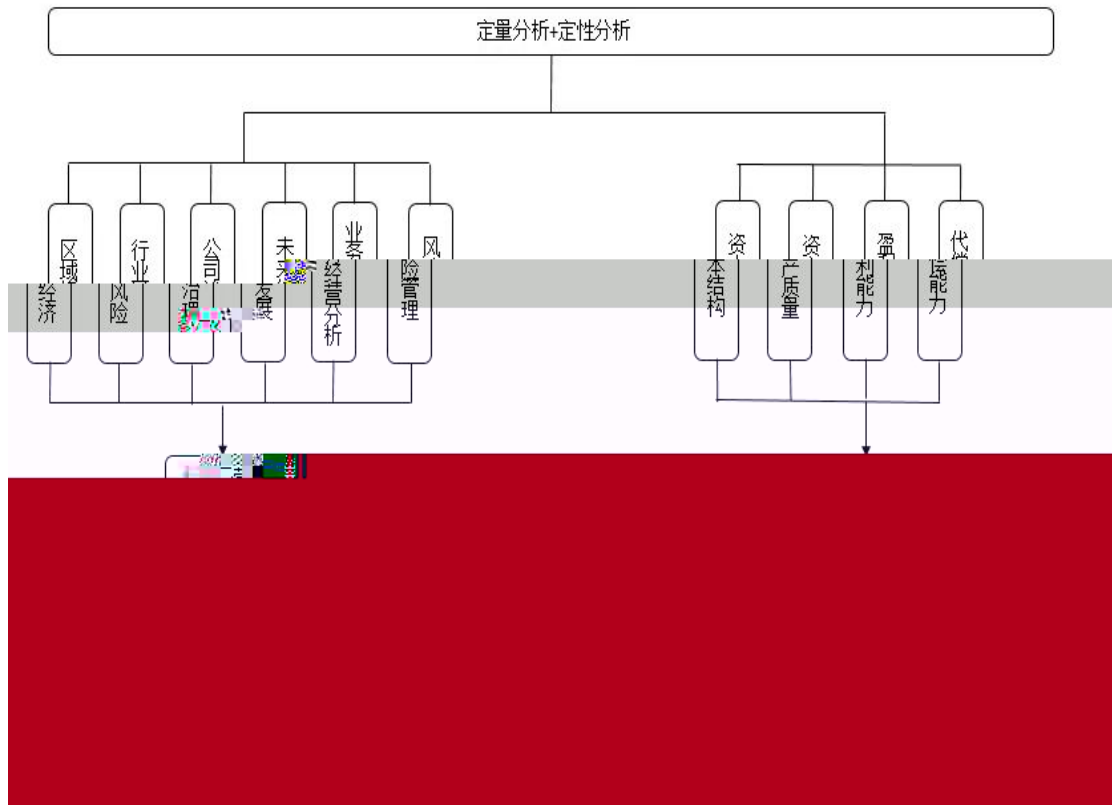 定量分析+定性分析
区域经济
行业风险
公司治理
未来发展
业务经营分析
风险管理
资本结构
资产质量
盈利能力
代偿能力